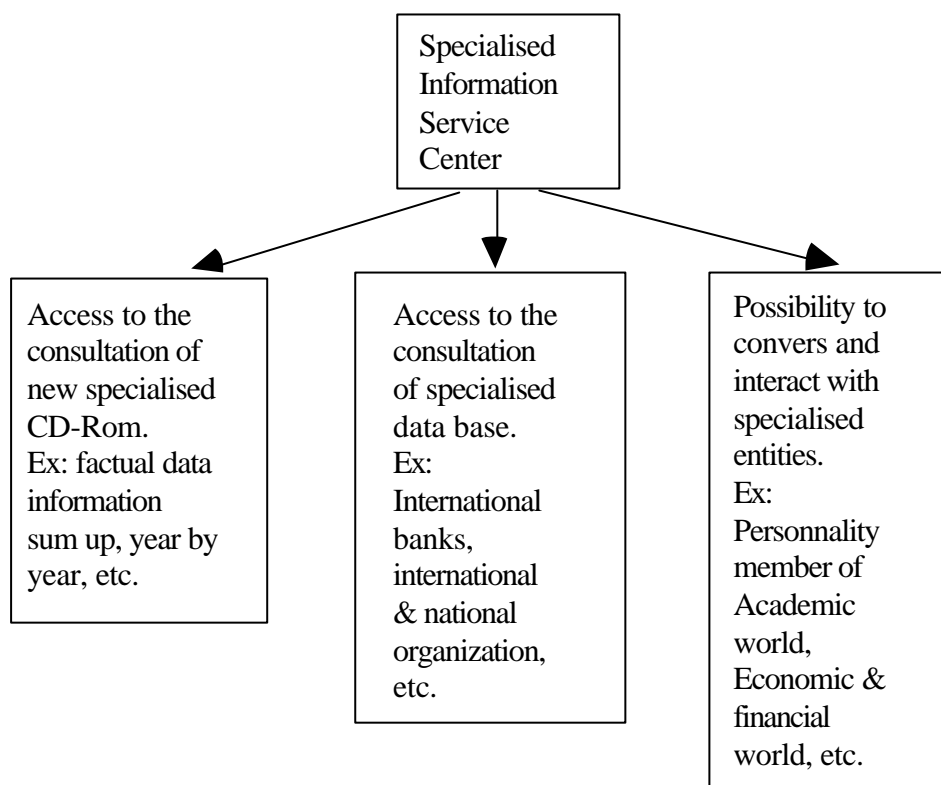 Specialised
Information
Service
Center
Access to the
consultation of
new specialised
CD-Rom.
Ex: factual data
information
sum up, year by
year, etc.
Access to the
consultation
of specialised
data base.
Ex:
International
banks,
international
& national
organization,
etc.
Possibility to
convers and
interact with
specialised
entities.
Ex:
Personnality
member of
Academic
world,
Economic &
financial
world, etc.